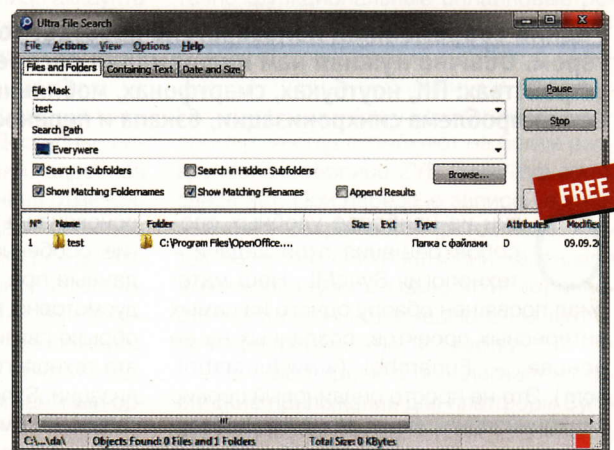 Ultra File Search
File Actions View Options Help
Files and Folders Containing Text Date and Size
File Mask
test
Search Path
Everywere
Search in Subfolders Search in Hidden Subfolders Browse...
Show Matching Foldernames Show Matching Filenames Append Results
Pause
Stop
FREE
Nº Name Folder Size Ext Type Attributes Modified
1 test C:\Program Files\OpenOffice.... Папка с файлами D 09.09.20
C:\...\da\ Objects Found: 0 Files and 1 Folders Total Size: 0 KBytes